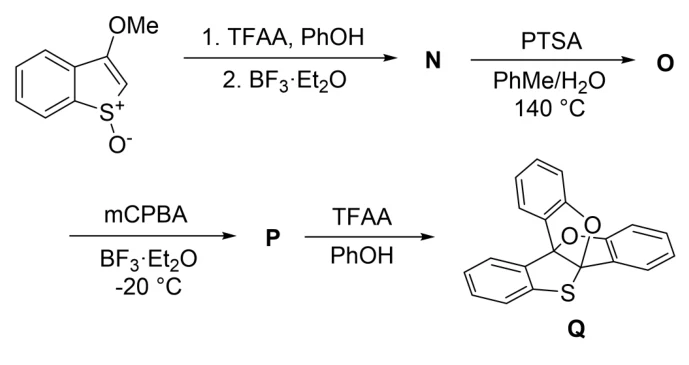 OMe
S+
O-
1. TFAA, PhOH
2. BF3·Et2O
N
PTSA
PhMe/H2O
140 °C
O
mCPBA
BF3·Et2O
-20 °C
P
TFAA
PhOH
O
O
S
Q